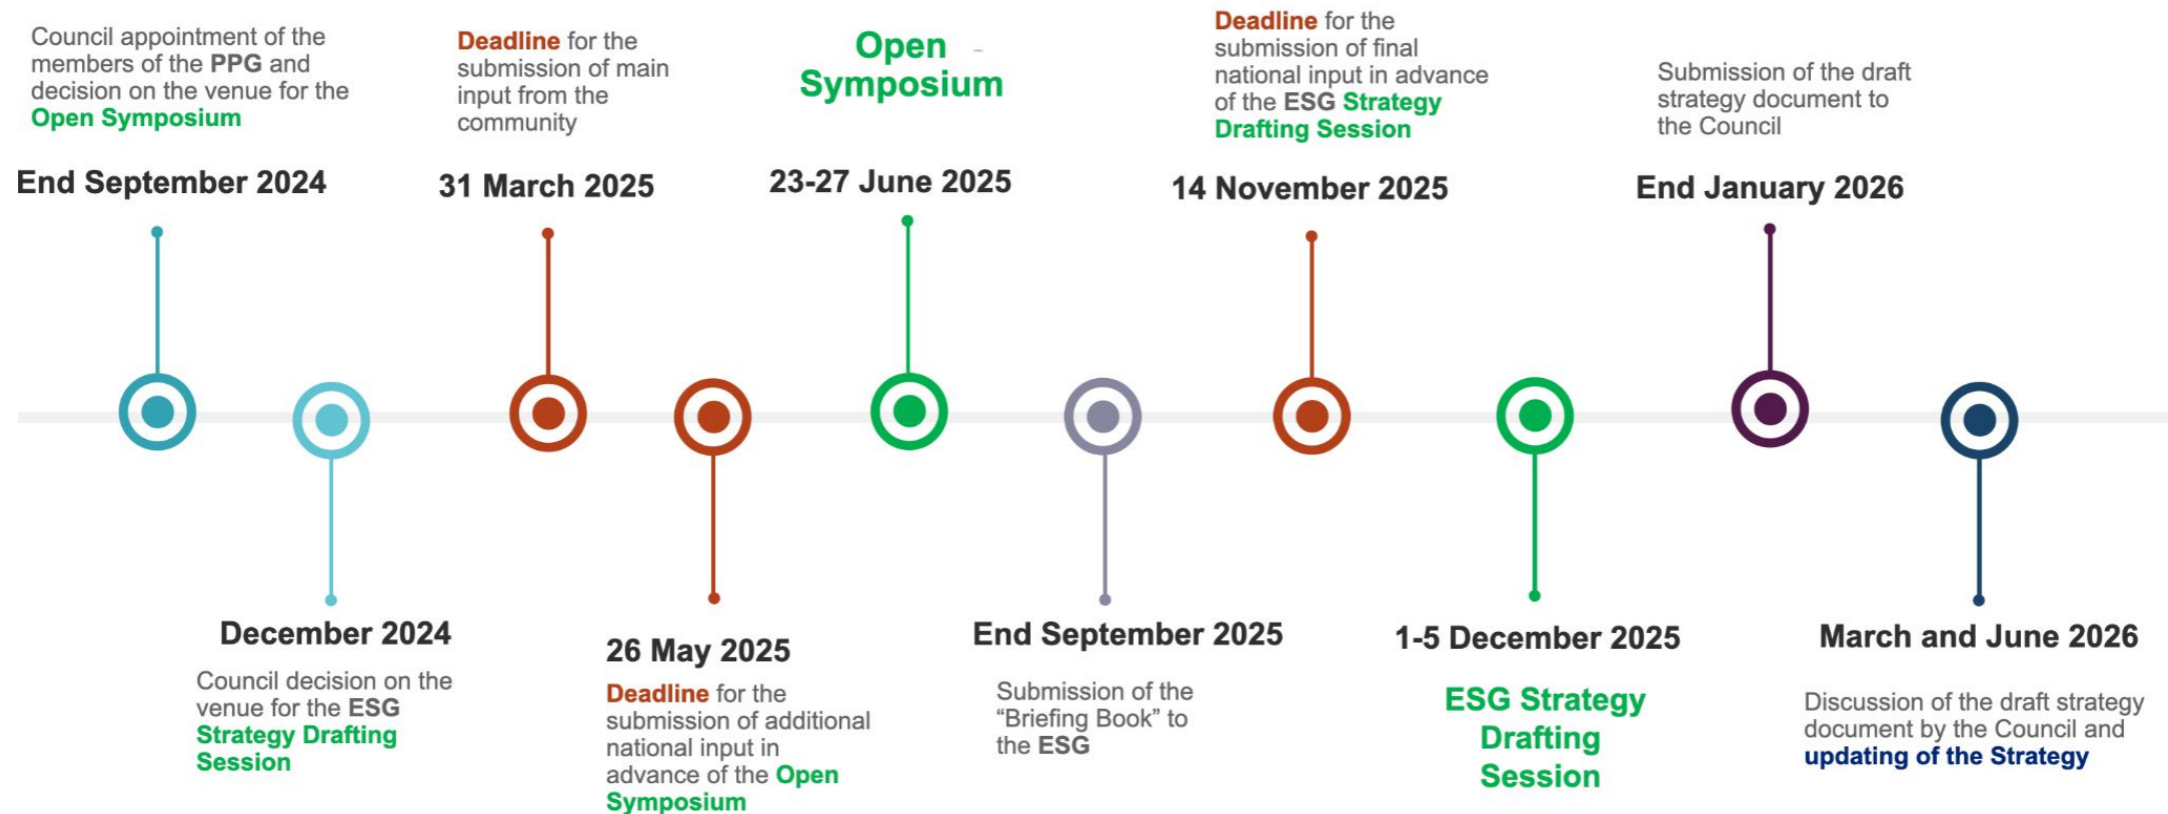 Council appointment of the
members of the PPG and
decision on the venue for the
Open Symposium
End September 2024
December 2024
Council decision on the
venue for the ESG
Strategy Drafting
Session
Deadline for the
submission of main
input from the
community
31 March 2025
26 May 2025
Deadline for the
submission of additional
national input in
advance of the Open
Symposium
Open -
Symposium
23-27 June 2025
End September 2025
Submission of the
“Briefing Book” to
the ESG
Deadline for the
submission of final
national input in advance
of the ESG Strategy
Drafting Session
14 November 2025
1-5 December 2025
ESG Strategy
Drafting
Session
Submission of the draft
strategy document to
the Council
End January 2026
March and June 2026
Discussion of the draft strategy
document by the Council and
updating of the Strategy